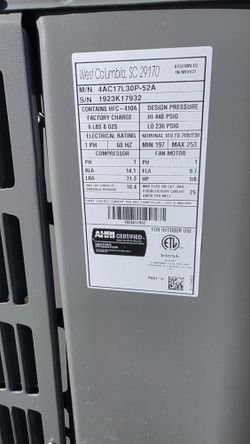 West Columbia, SC 29170
ASSEMBLED IN MEXICO
M/N 4AC17L30P-52A
S/N 1923K17932
CONTAINS HFC-410A DESIGN PRESSURE
FACTORY CHARGE HI 448 PSIG
6 LBS 8 OZS LO 236 PSIG
ELECTRICAL RATING NOMINAL VOLTS 208/230
1 PH 60 HZ MIN 197 MAX 253
COMPRESSOR FAN MOTOR
PH 1 PH 1
RLA 14.1 FLA 0.7
LRA 71.3 HP 1/8
25
FOR OUTDOOR USE
AHRI CERTIFIED
Intertek